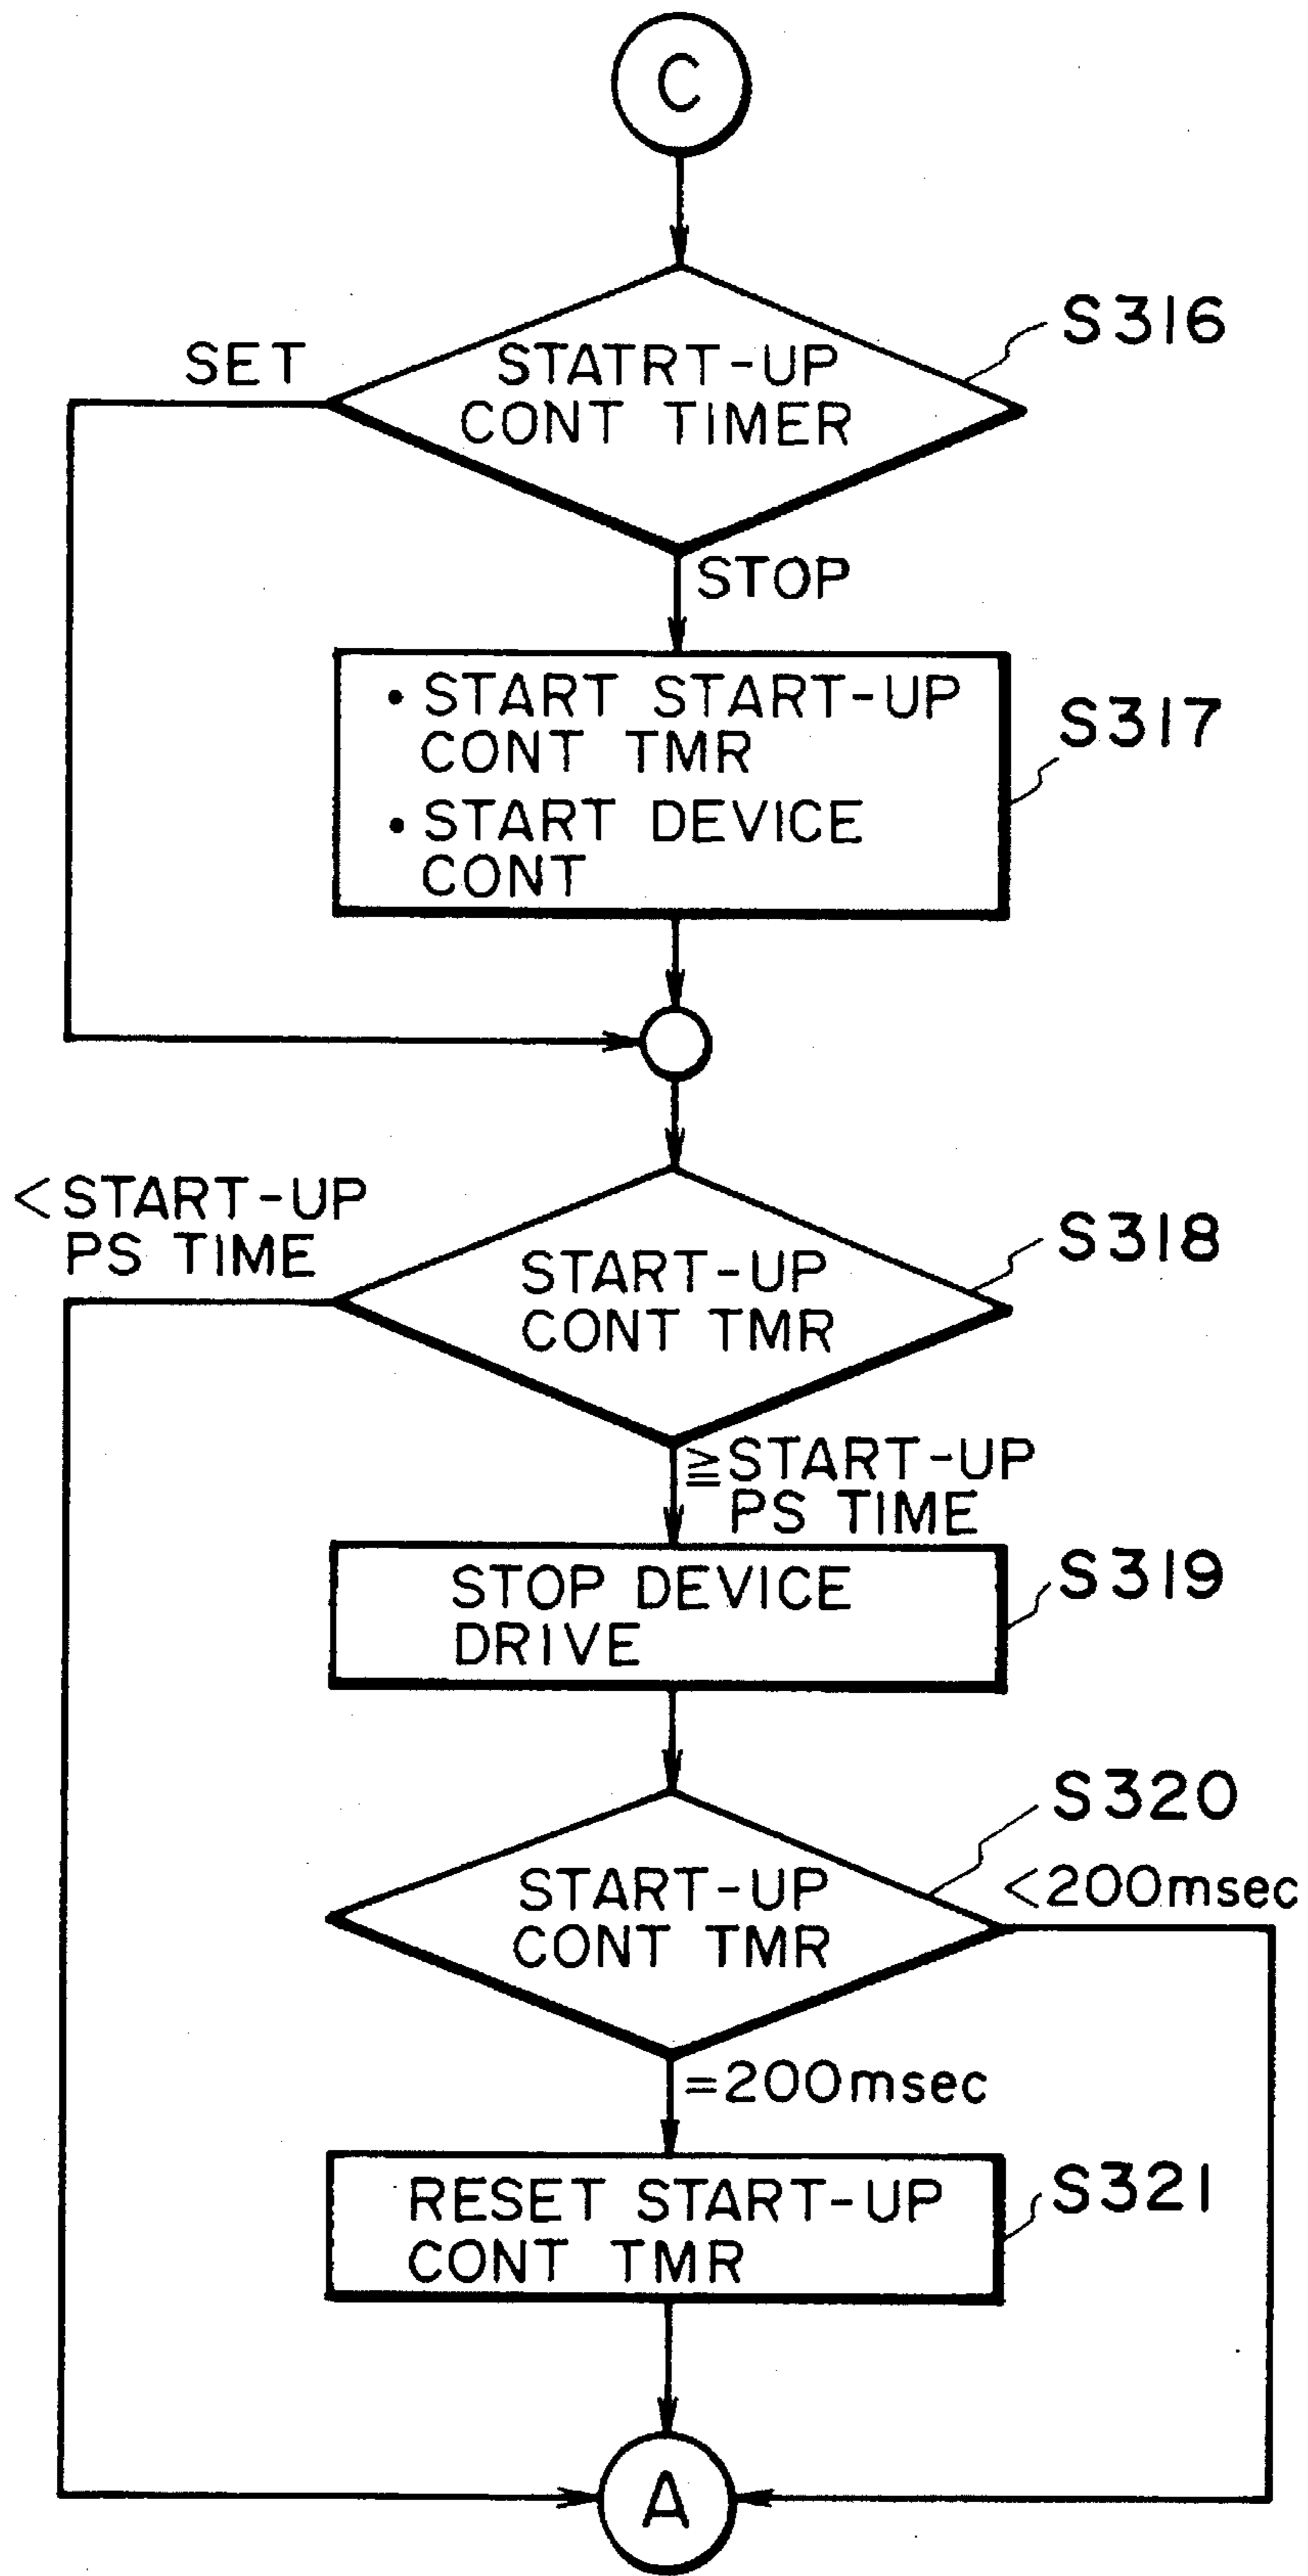 C
S316
SET
STATRT-UP
CONT TIMER
STOP
• START START-UP
CONT TMR
• START DEVICE
CONT
S317
<START-UP
PS TIME
S318
START-UP
CONT TMR
≧START-UP
PS TIME
S319
STOP DEVICE
DRIVE
S320
START-UP
CONT TMR
<200msec
=200msec
RESET START-UP
CONT TMR
S321
A